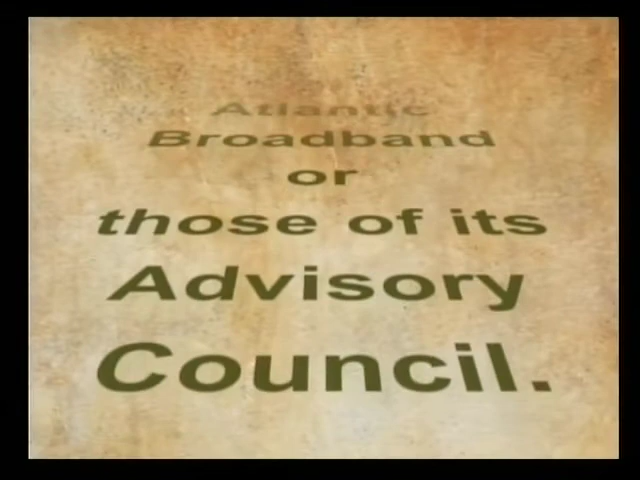 Atlantic
Broadband
or
those of its
Advisory
Council.